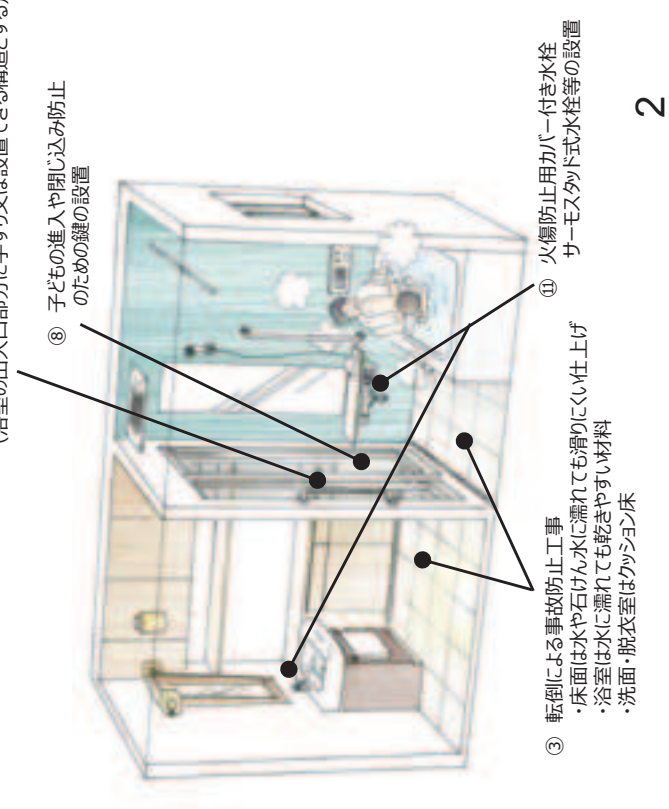 （浴室の出入口部分に手すり又は設置できる構造とする）
⑧ 子どもの進入や閉じ込み防止
のための鍵の設置
⑪ 火傷防止用カバー付き水栓
サーモスタッド式水栓等の設置
③ 転倒による事故防止工事
・床面は水や石けん水に濡れても滑りにくい仕上げ
・浴室は水に濡れても乾きやすい材料
・洗面・脱衣室はクッション床
2